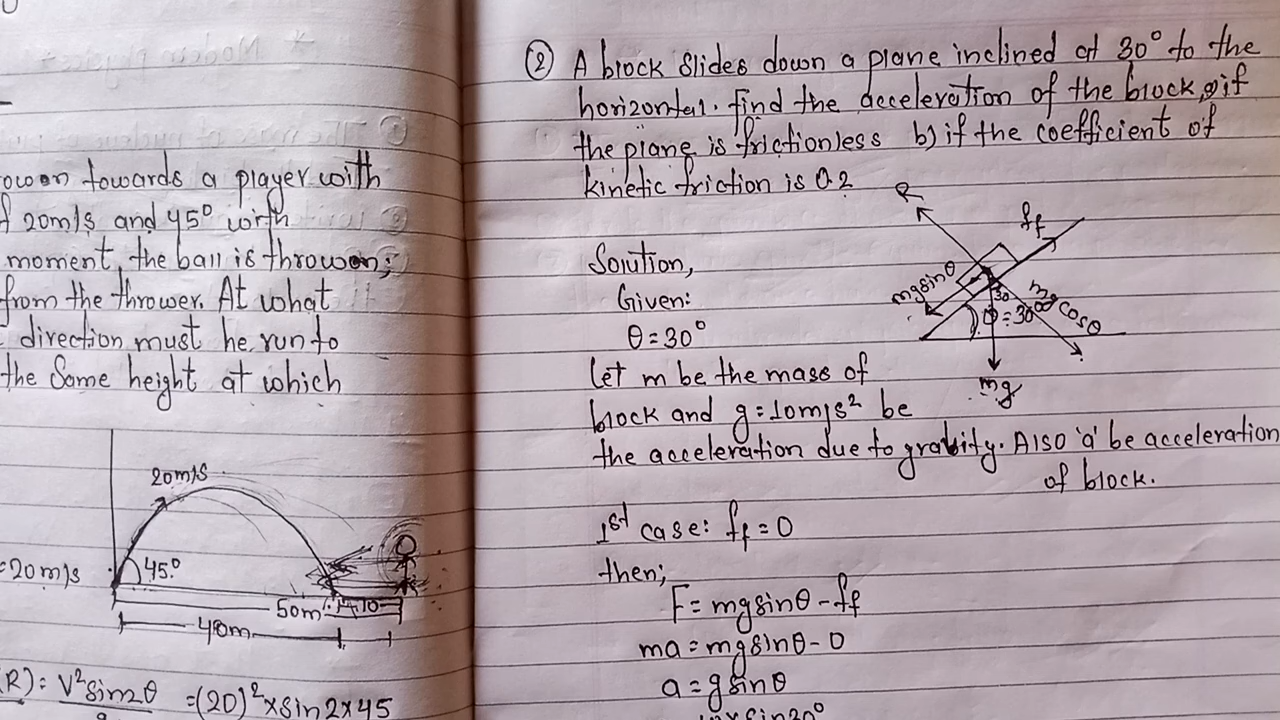 owon towards a player with
f 20m/s and 45° with
moment, the ball is throwon;
from the thrower. At what
direction must he run to
the Same height at which
20m/s
=20m/s
45°
50m
10
40m
(R) = V²Sin2θ = (20)²×sin2×45
② A block Slides down a plane inclined at 30° to the
horizontal. find the acceleration of the block, a) if
the plane is frictionless b) if the coefficient of
kinetic friction is 0.2
R
ff
mgsinθ
30
θ=30°
mgcosθ
mg
Solution,
Given:
θ = 30°
Let m be the mass of
block and g = 10m/s² be
the acceleration due to gravity. Also 'a' be acceleration
of block.
1st case: ff = 0
then;
F = mgsinθ - ff
ma = mgsinθ - 0
a = gsinθ